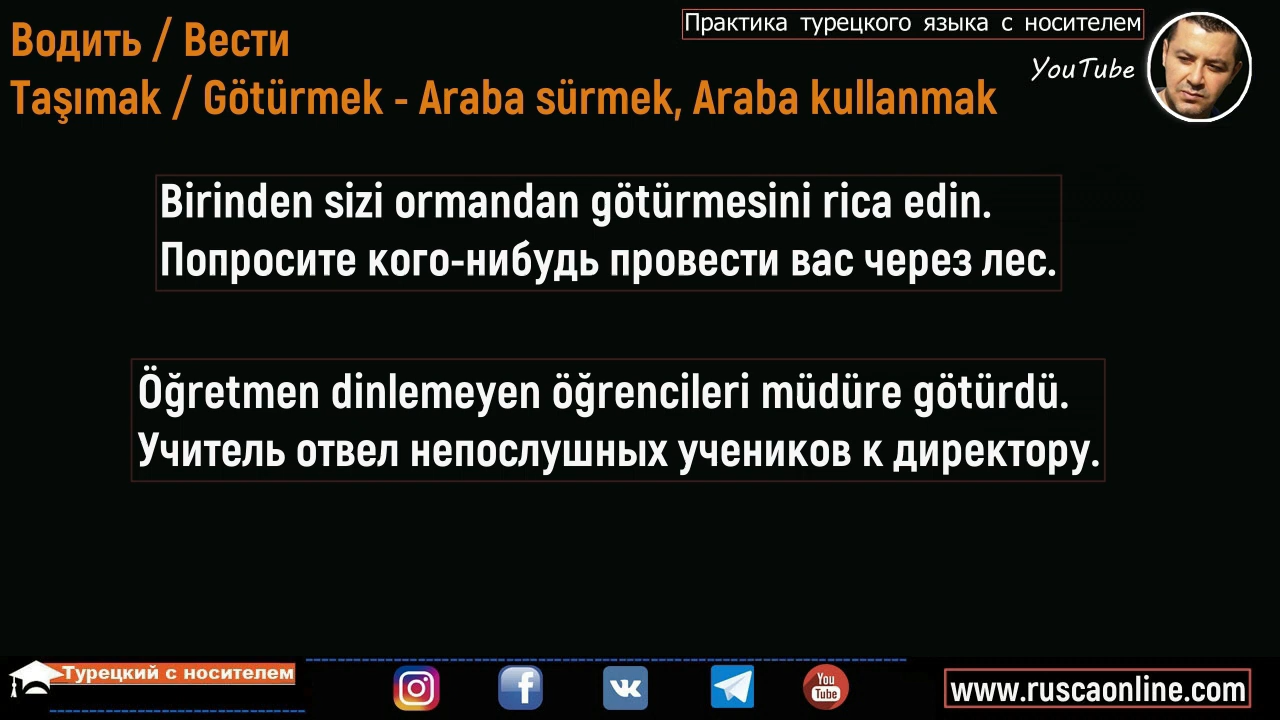 Водить / Вести
Taşımak / Götürmek - Araba sürmek, Araba kullanmak
Практика турецкого языка с носителем
YouTube
Birinden sizi ormandan götürmesini rica edin.
Попросите кого-нибудь провести вас через лес.
Öğretmen dinlemeyen öğrencileri müdüre götürdü.
Учитель отвел непослушных учеников к директору.
Турецкий с носителем
You
Tube
www.ruscaonline.com